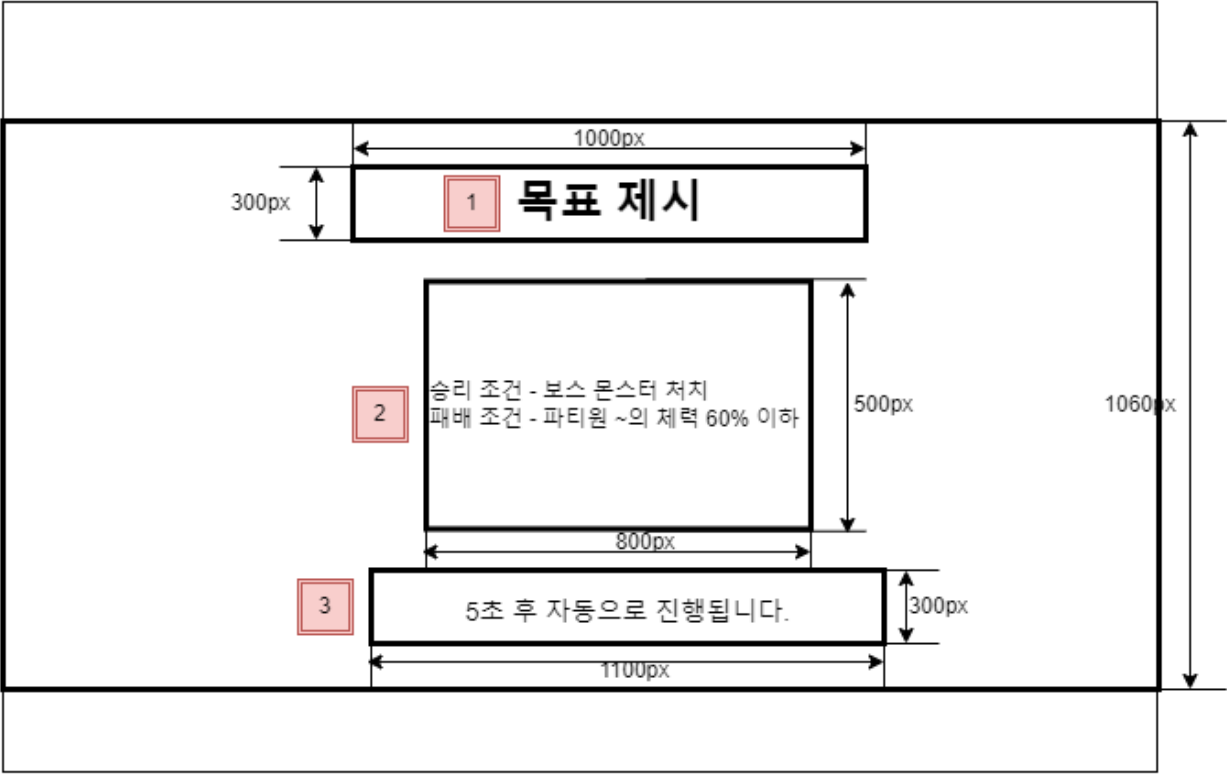 1000px
300px
1
목표 제시
2
승리 조건 - 보스 몬스터 처치
패배 조건 - 파티원 ~의 체력 60% 이하
500px
1060px
800px
3
5초 후 자동으로 진행됩니다.
300px
1100px